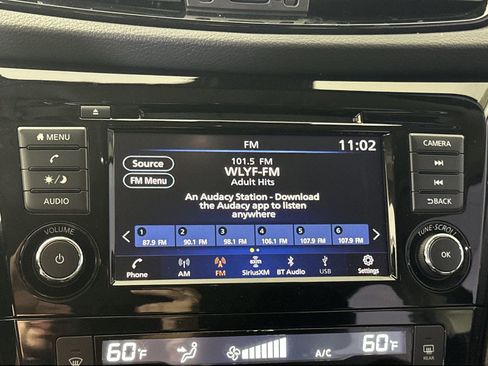 MENU
AUDIO
VOLUME
FM
11:02
Source
FM Menu
101.5 FM
WLYF-FM
Adult Hits
An Audacy Station - Download
the Audacy app to listen
anywhere
1 2 3 4 5 6
87.9 FM 90.1 FM 98.1 FM 106.1 FM 107.9 FM 107.9 FM
Phone AM FM SiriusXM BT Audio USB Settings
CAMERA
BACK
TUNE·SCROLL
OK
60°F A/C 60°F
REAR